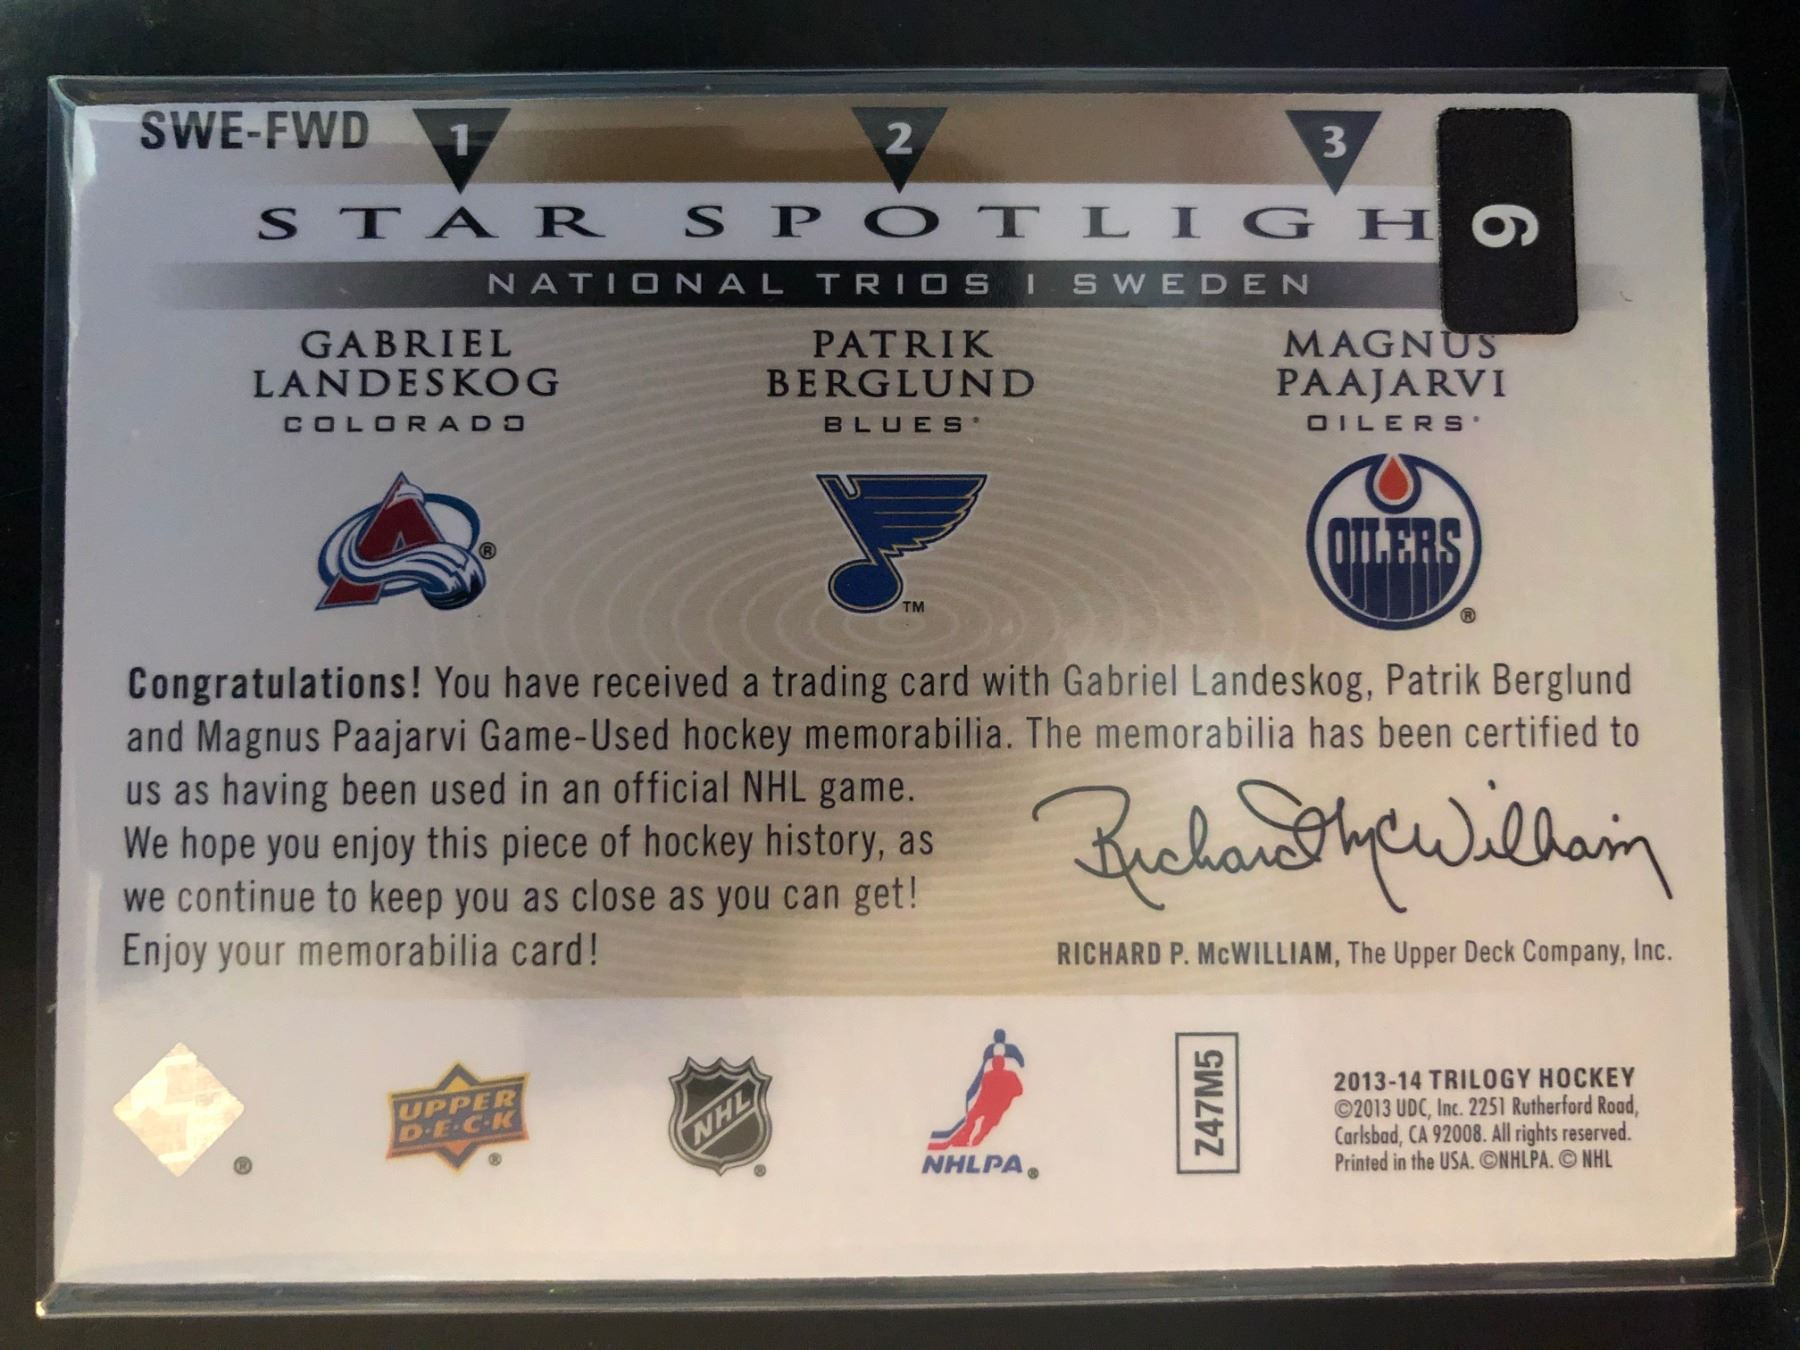 SWE-FWD 1 2 3
STAR SPOTLIGH
6
NATIONAL TRIOS | SWEDEN
GABRIEL
LANDESKOG
COLORADO
PATRIK
BERGLUND
BLUES
MAGNUS
PAAJARVI
OILERS
A ®
TM
OILERS ®
Congratulations! You have received a trading card with Gabriel Landeskog, Patrik Berglund
and Magnus Paajarvi Game-Used hockey memorabilia. The memorabilia has been certified to
us as having been used in an official NHL game.
We hope you enjoy this piece of hockey history, as
we continue to keep you as close as you can get!
Enjoy your memorabilia card!
Richard McWilliam
RICHARD P. McWILLIAM, The Upper Deck Company, Inc.
®
UPPER
D·E·C·K ®
NHL ®
NHLPA ®
Z47M5
2013-14 TRILOGY HOCKEY
©2013 UDC, Inc. 2251 Rutherford Road,
Carlsbad, CA 92008. All rights reserved.
Printed in the USA. ©NHLPA. © NHL